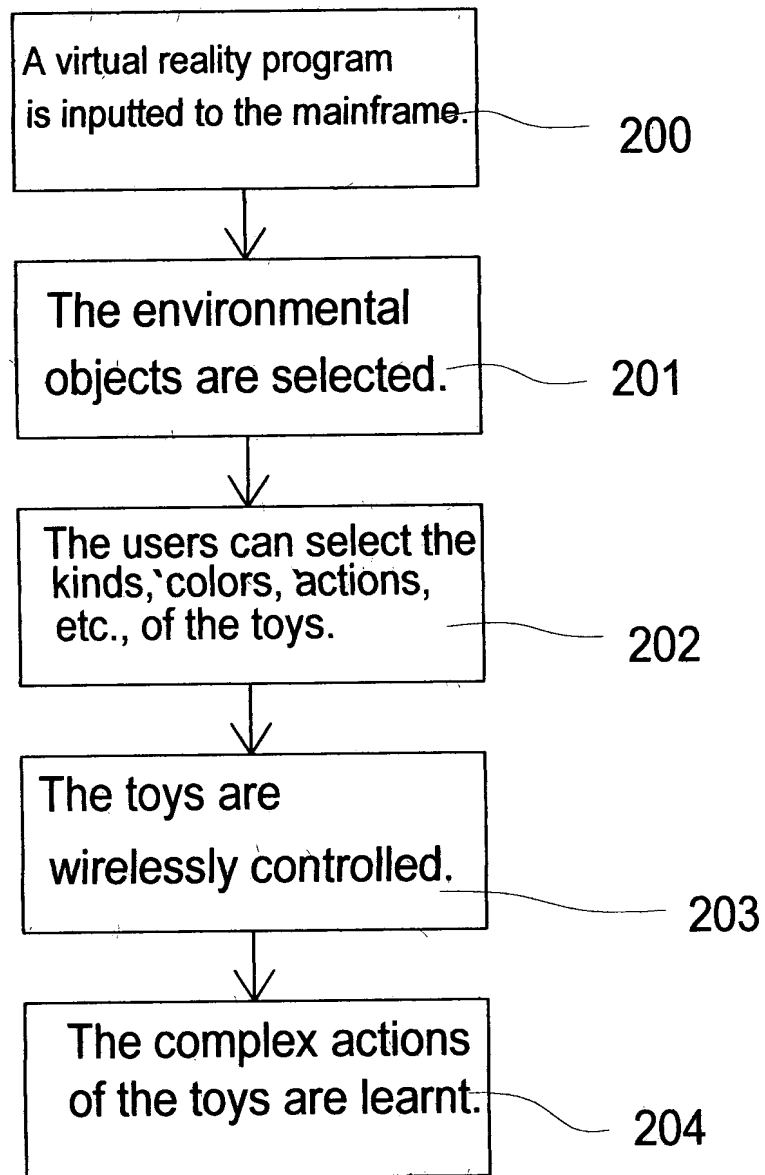 A virtual reality program
is inputted to the mainframe.
200
The environmental
objects are selected.
201
The users can select the
kinds, colors, actions,
etc., of the toys.
202
The toys are
wirelessly controlled.
203
The complex actions
of the toys are learnt.
204